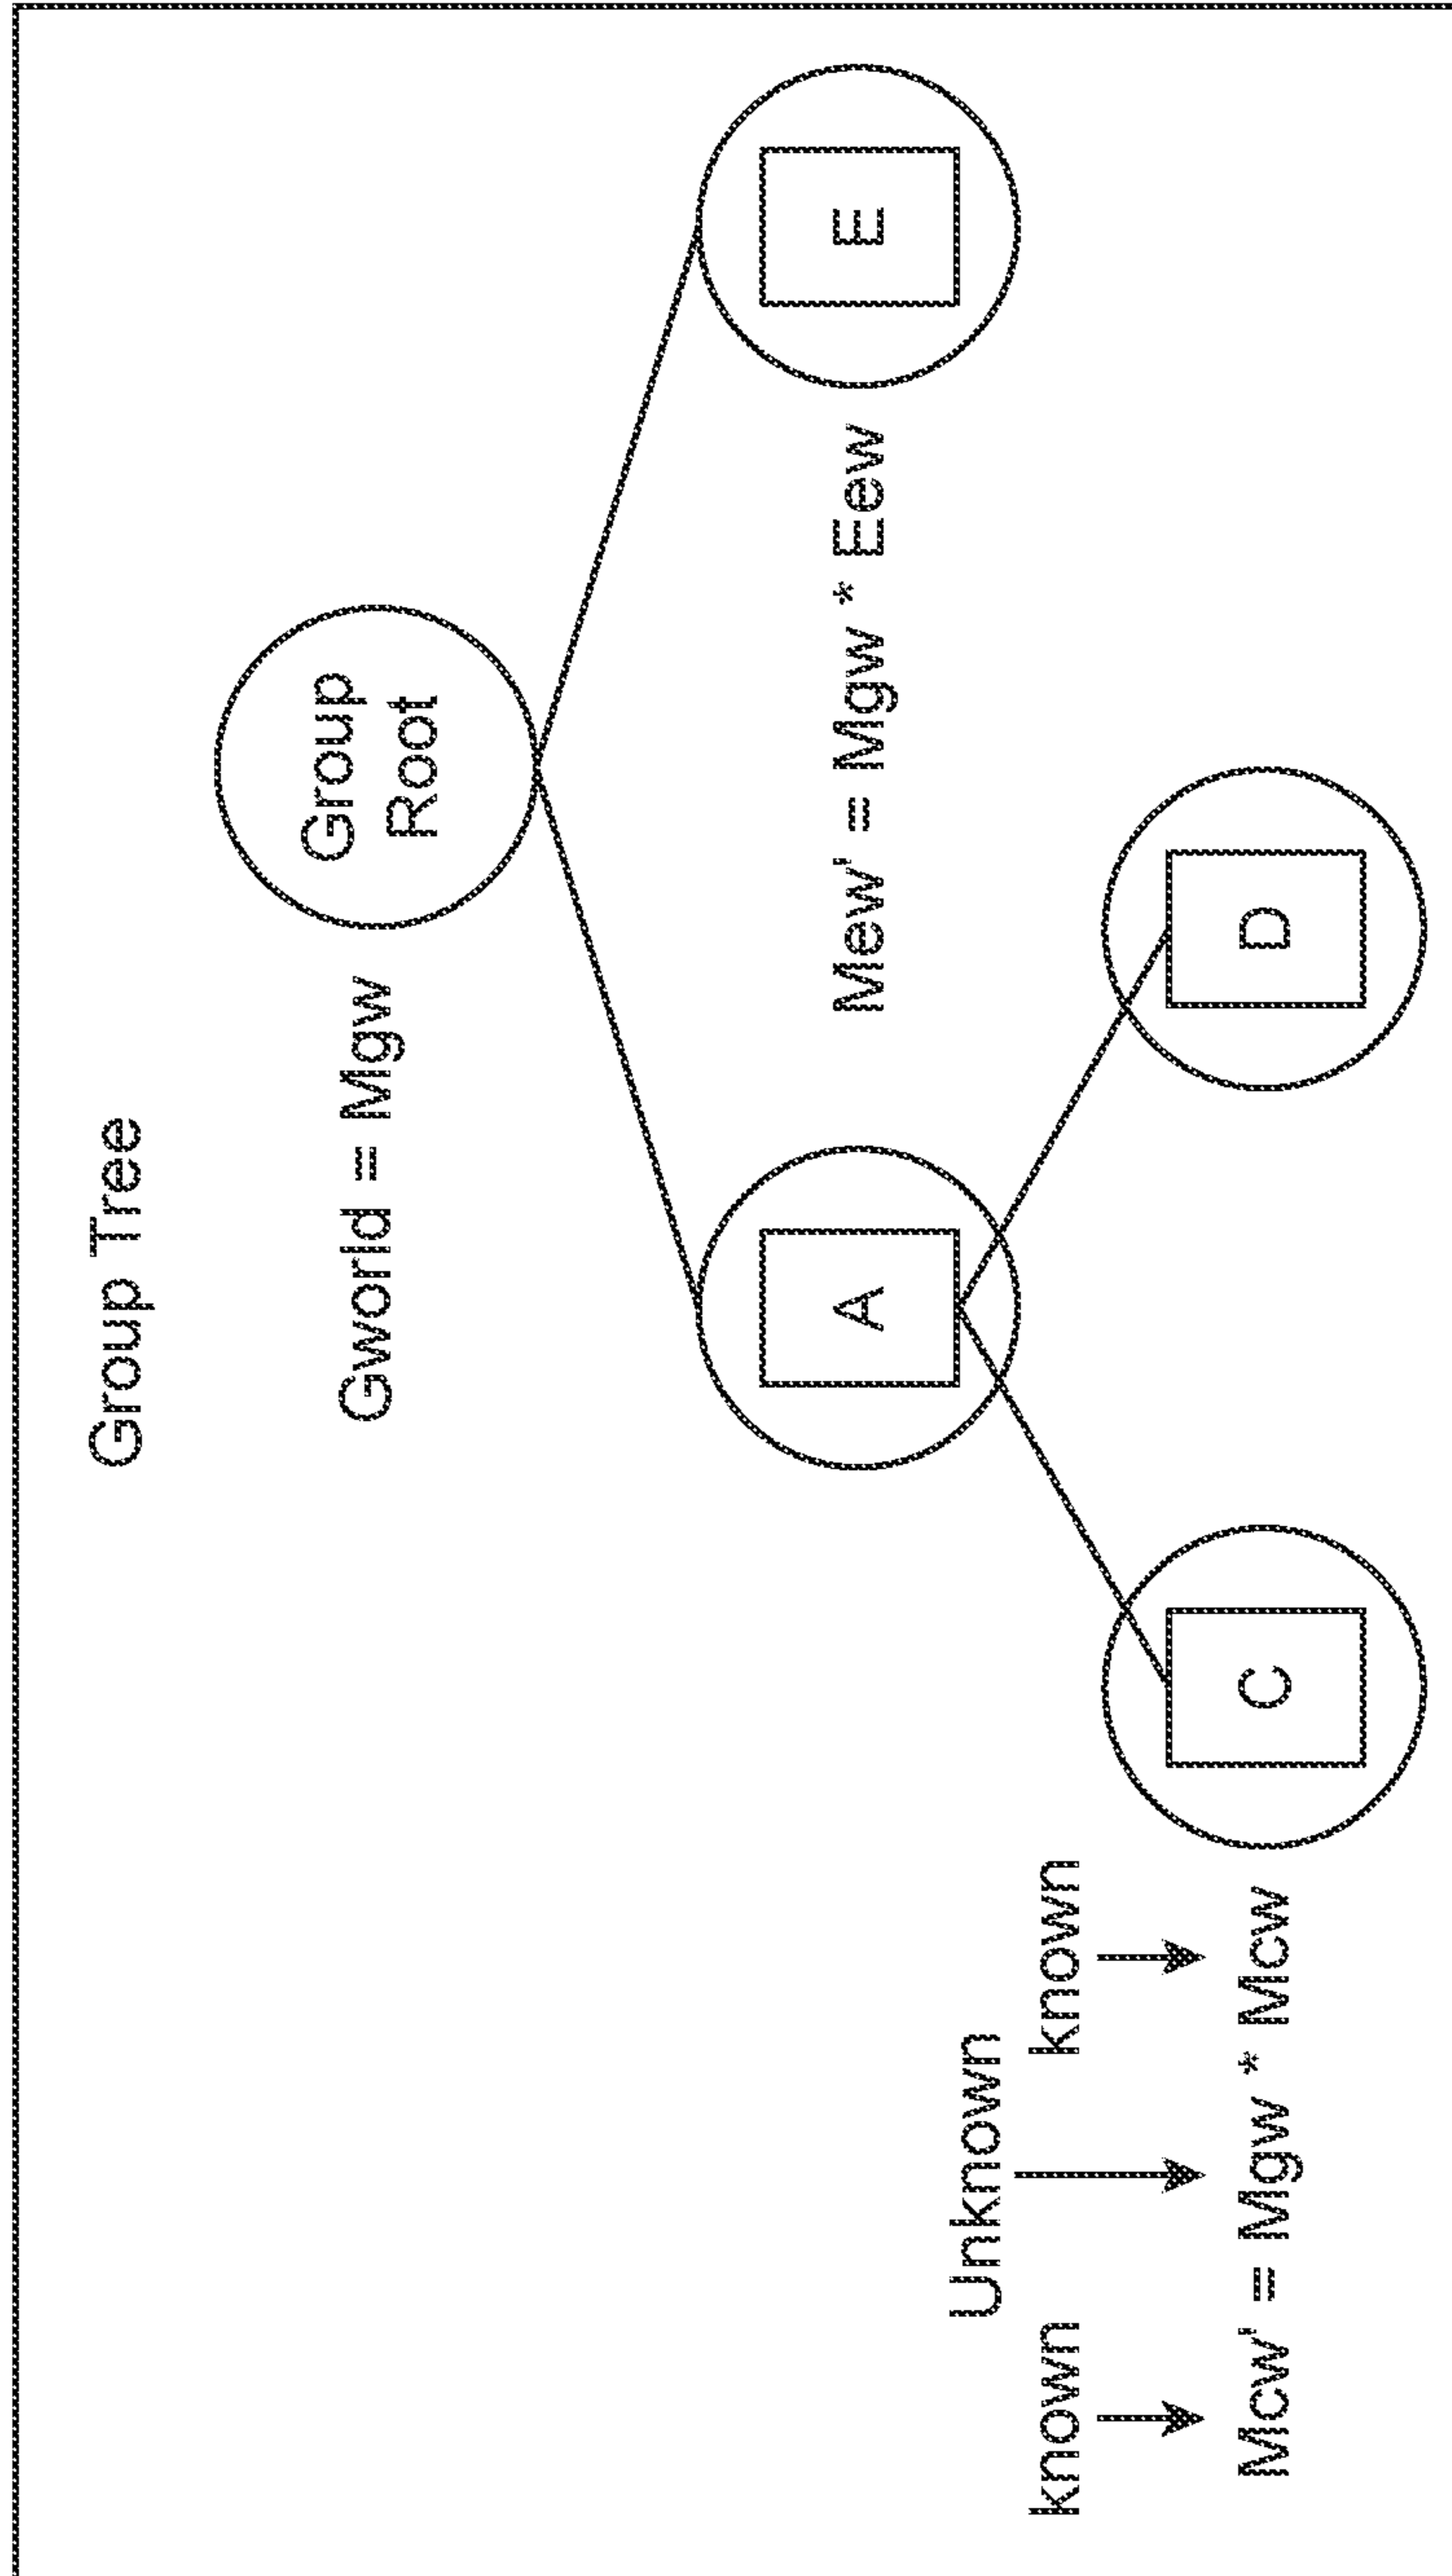 Group Tree
Gworld = Mgw
Group
Root
A
Mew' = Mgw * Eew
E
Unknown
known
known
Mcw' = Mgw * Mcw
C
D